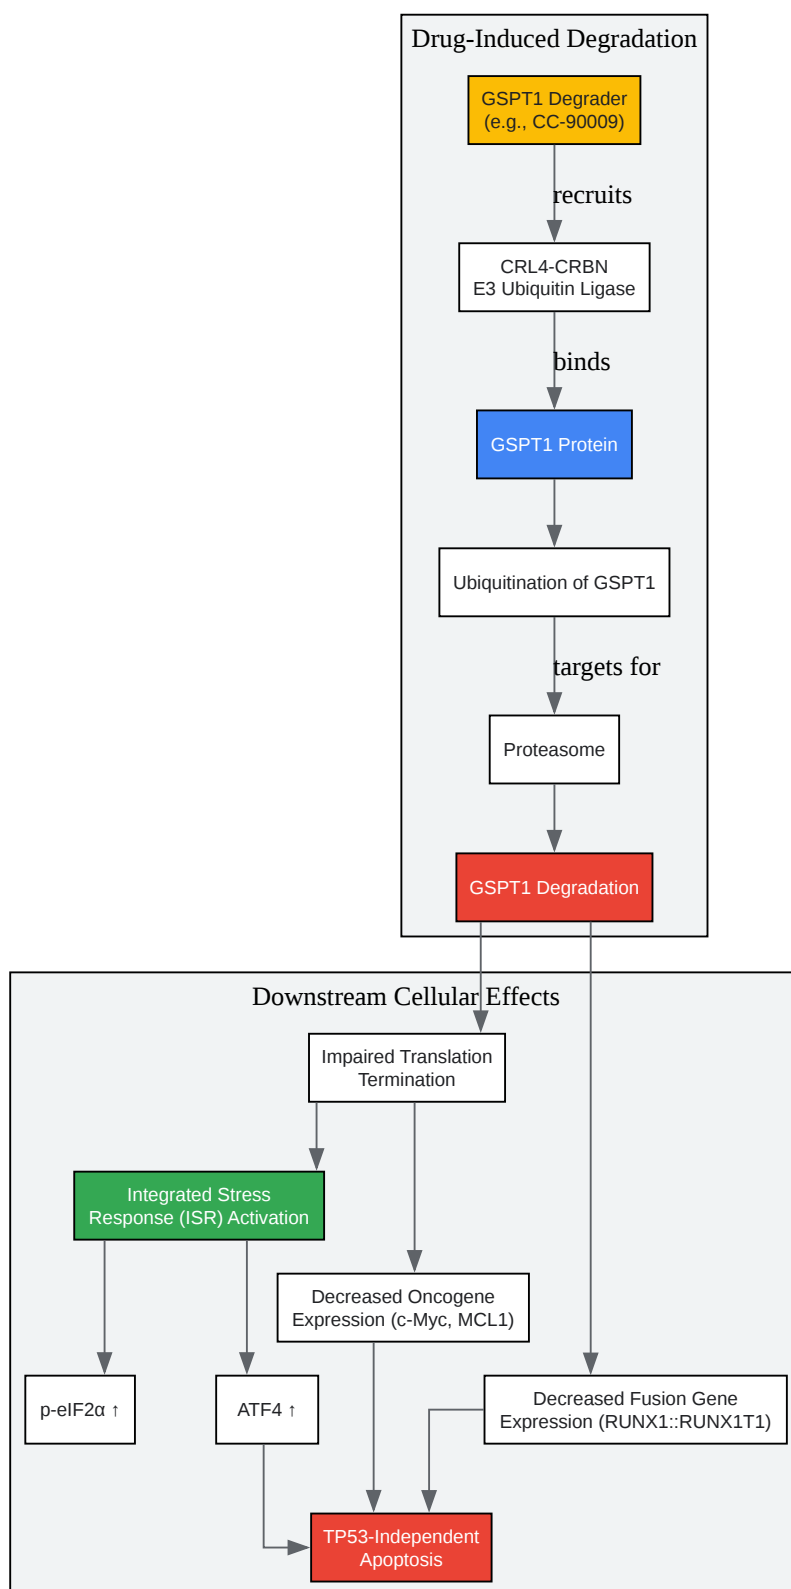 Drug-Induced Degradation
GSPT1 Degrader
(e.g., CC-90009)
recruits
CRL4-CRBN
E3 Ubiquitin Ligase
binds
GSPT1 Protein
Ubiquitination of GSPT1
targets for
Proteasome
GSPT1 Degradation
Downstream Cellular Effects
Impaired Translation
Termination
Integrated Stress
Response (ISR) Activation
Decreased Oncogene
Expression (c-Myc, MCL1)
p-eIF2α ↑
ATF4 ↑
Decreased Fusion Gene
Expression (RUNX1::RUNX1T1)
TP53-Independent
Apoptosis